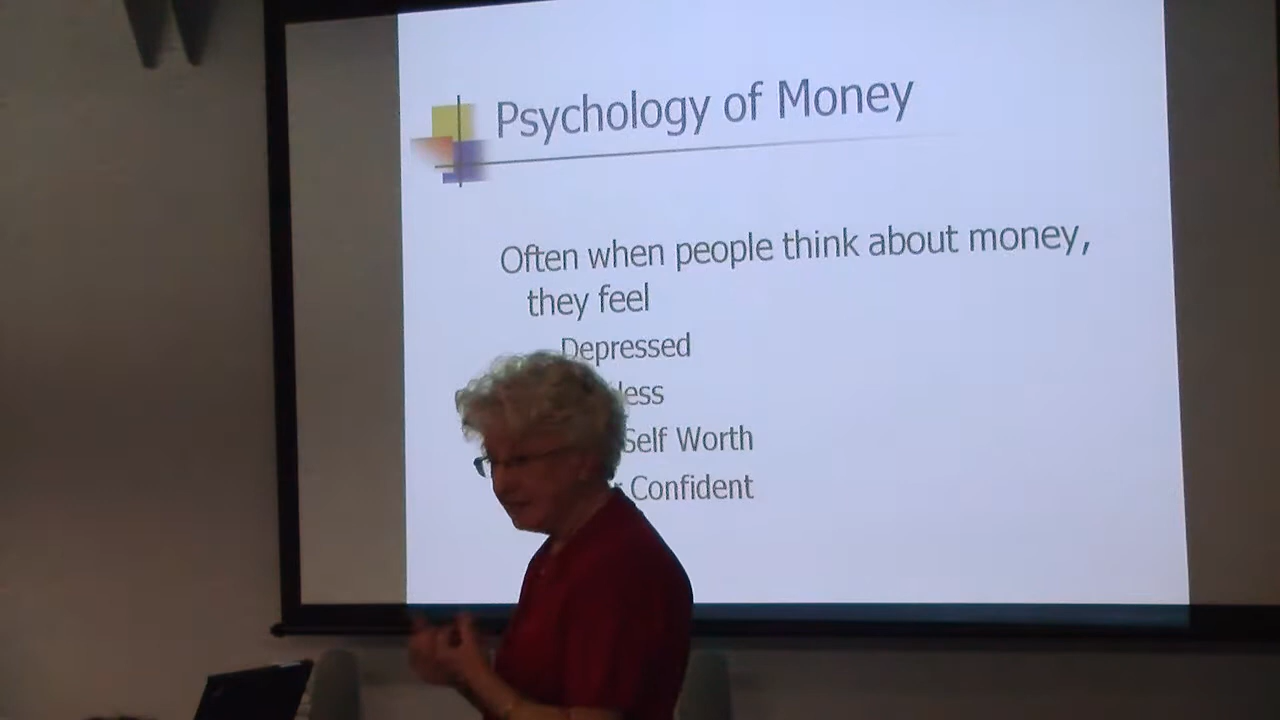 Psychology of Money
Often when people think about money,
they feel
Depressed
less
Self Worth
Confident